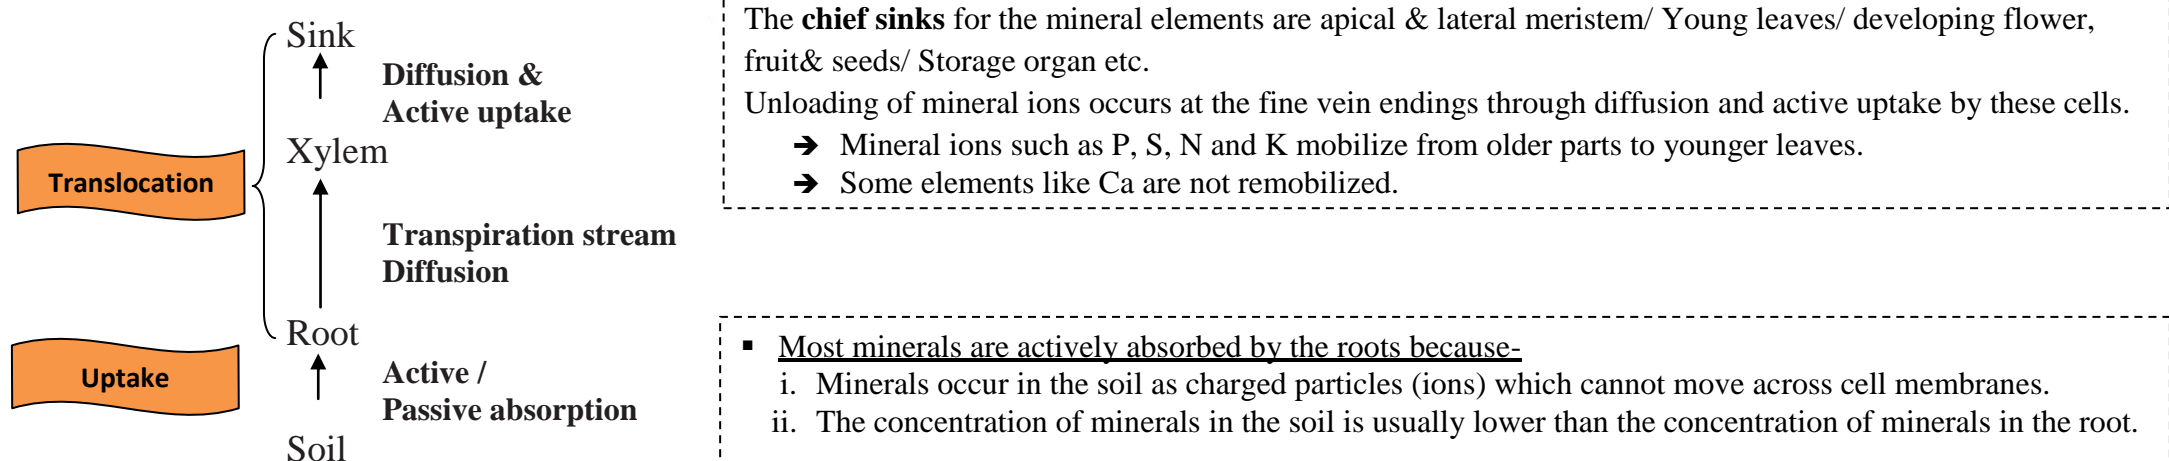 Sink
Diffusion &
Active uptake
Xylem
Translocation
Transpiration stream
Diffusion
Root
Uptake
Active /
Passive absorption
Soil
The chief sinks for the mineral elements are apical & lateral meristem/ Young leaves/ developing flower,
fruit& seeds/ Storage organ etc.
Unloading of mineral ions occurs at the fine vein endings through diffusion and active uptake by these cells.
➔ Mineral ions such as P, S, N and K mobilize from older parts to younger leaves.
➔ Some elements like Ca are not remobilized.
▪ Most minerals are actively absorbed by the roots because-
i. Minerals occur in the soil as charged particles (ions) which cannot move across cell membranes.
ii. The concentration of minerals in the soil is usually lower than the concentration of minerals in the root.